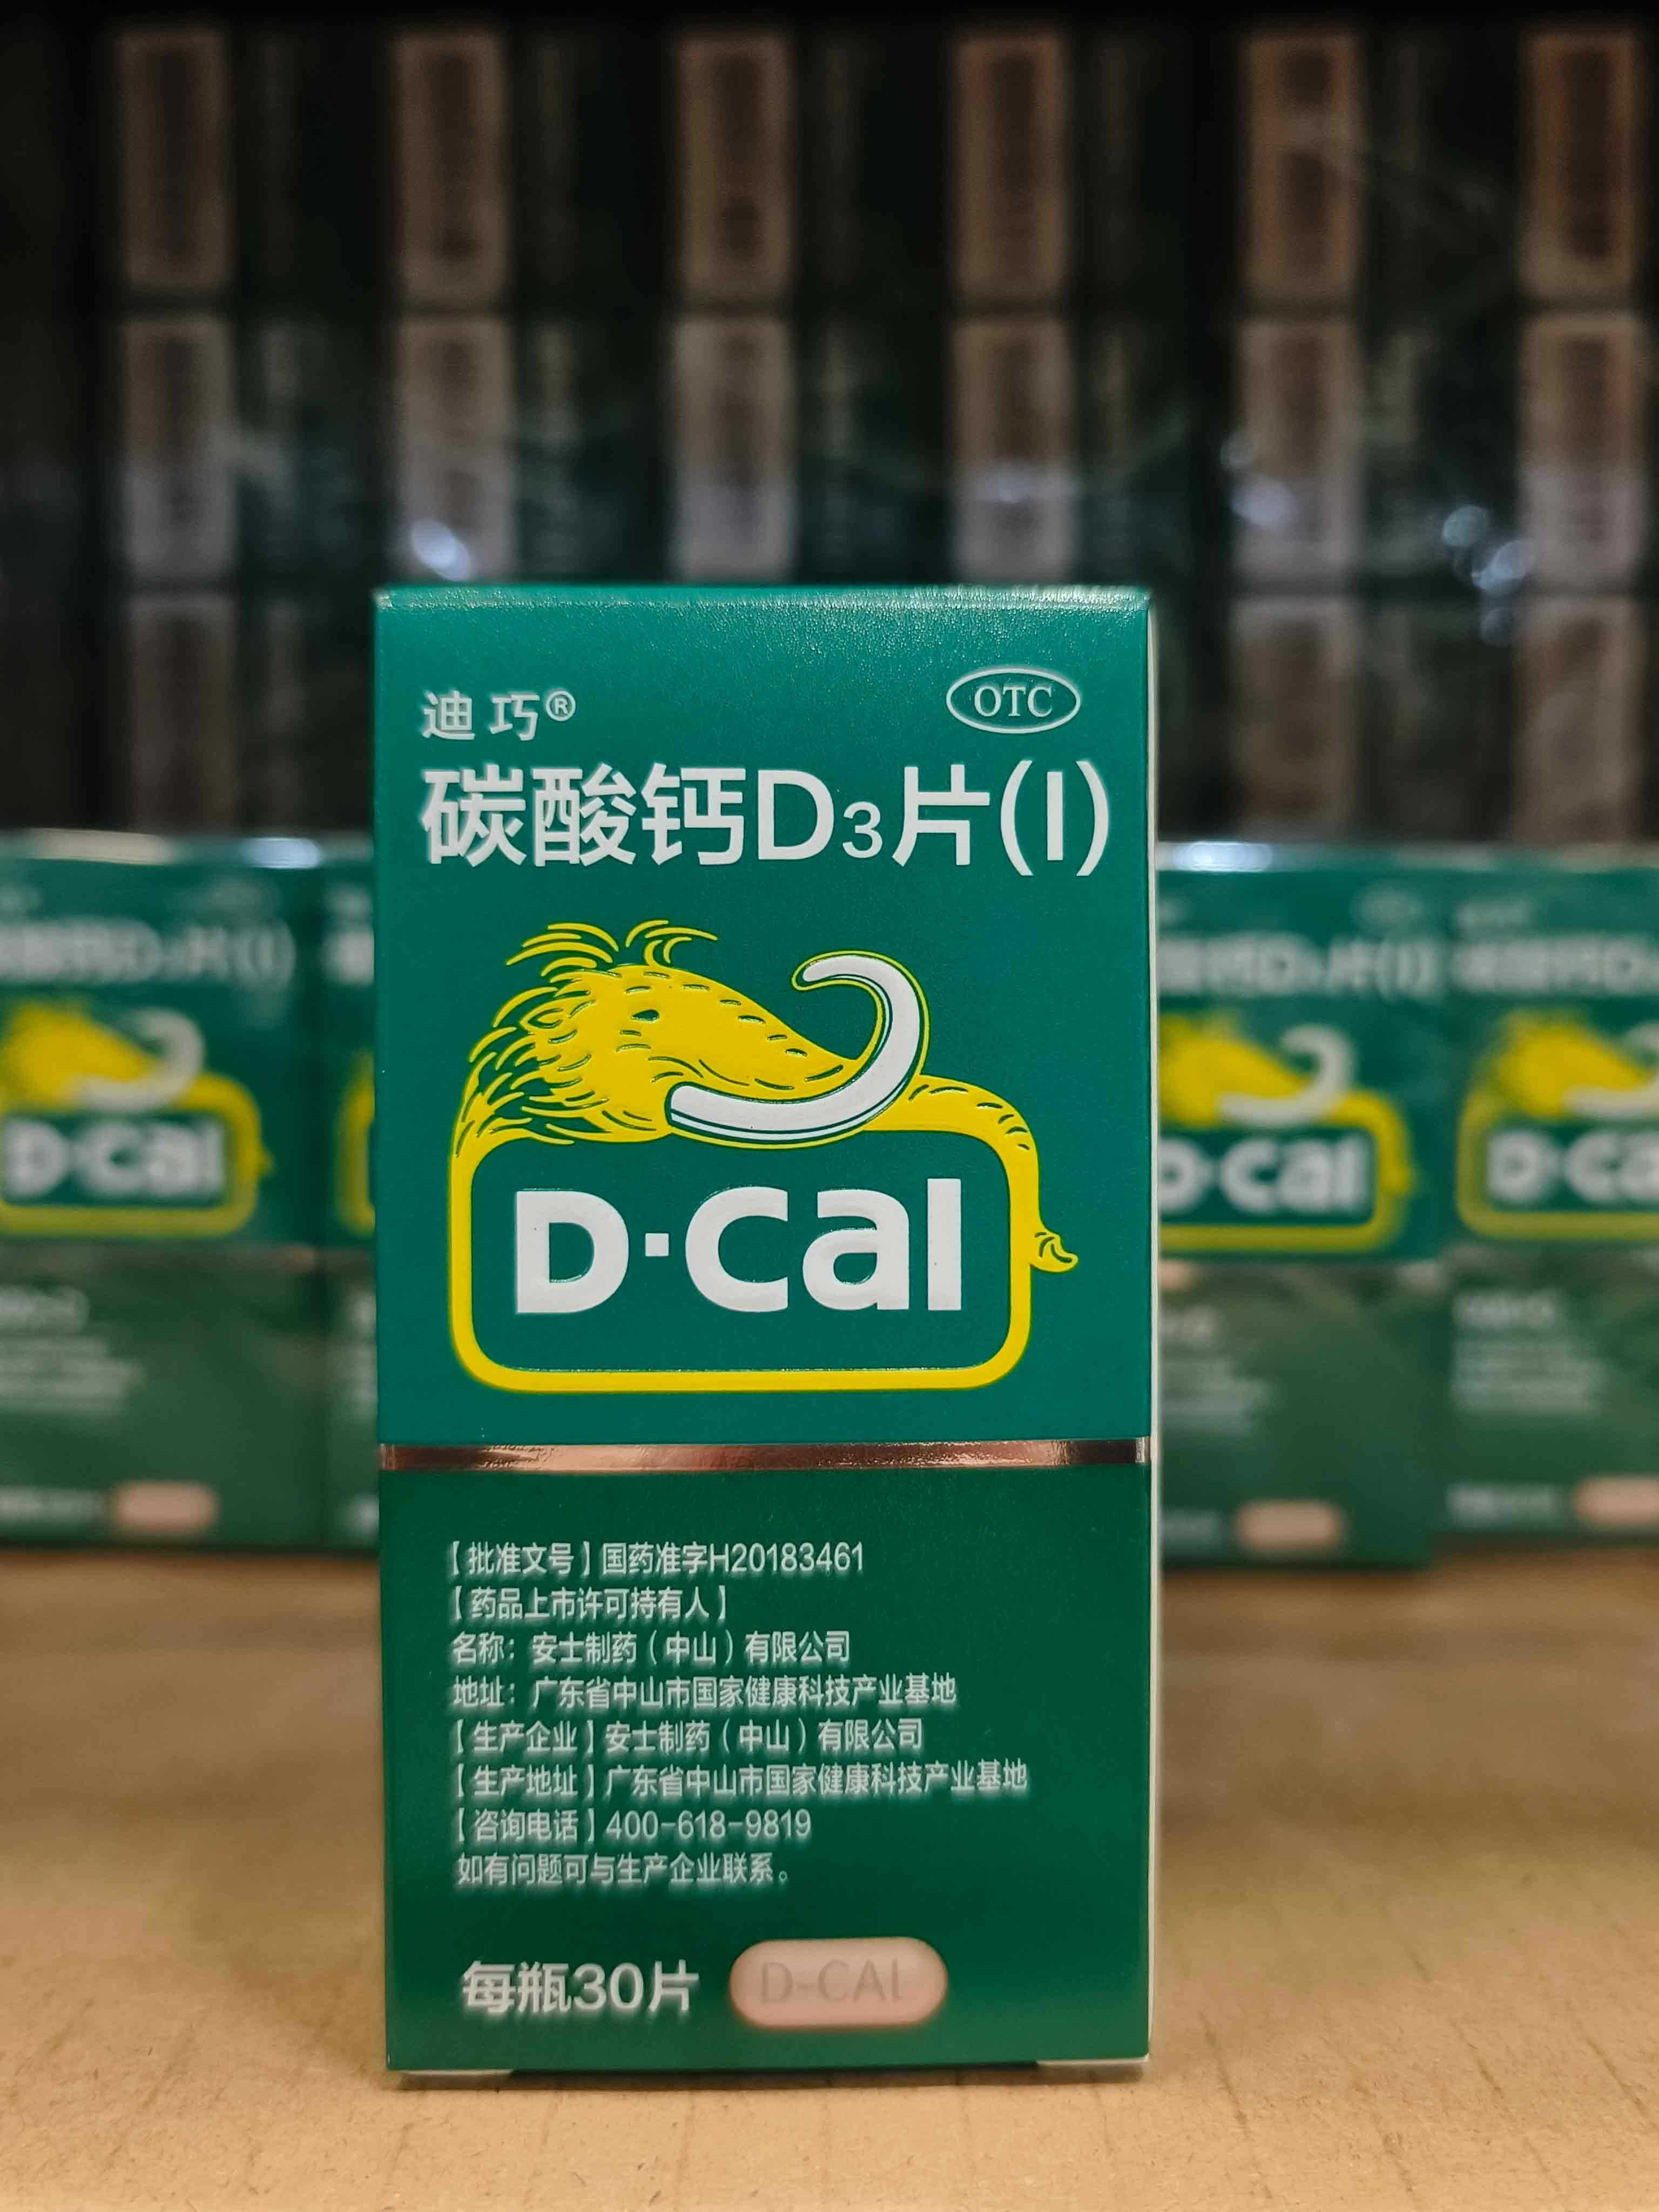 迪巧®
OTC
碳酸钙D3片(I)
D·Cal
【批准文号】国药准字H20183461
【药品上市许可持有人】
名称：安士制药（中山）有限公司
地址：广东省中山市国家健康科技产业基地
【生产企业】安士制药（中山）有限公司
【生产地址】广东省中山市国家健康科技产业基地
【咨询电话】400-618-9819
如有问题可与生产企业联系。
每瓶30片
D-CAL
D·Cal
D·Cal
D·Ca